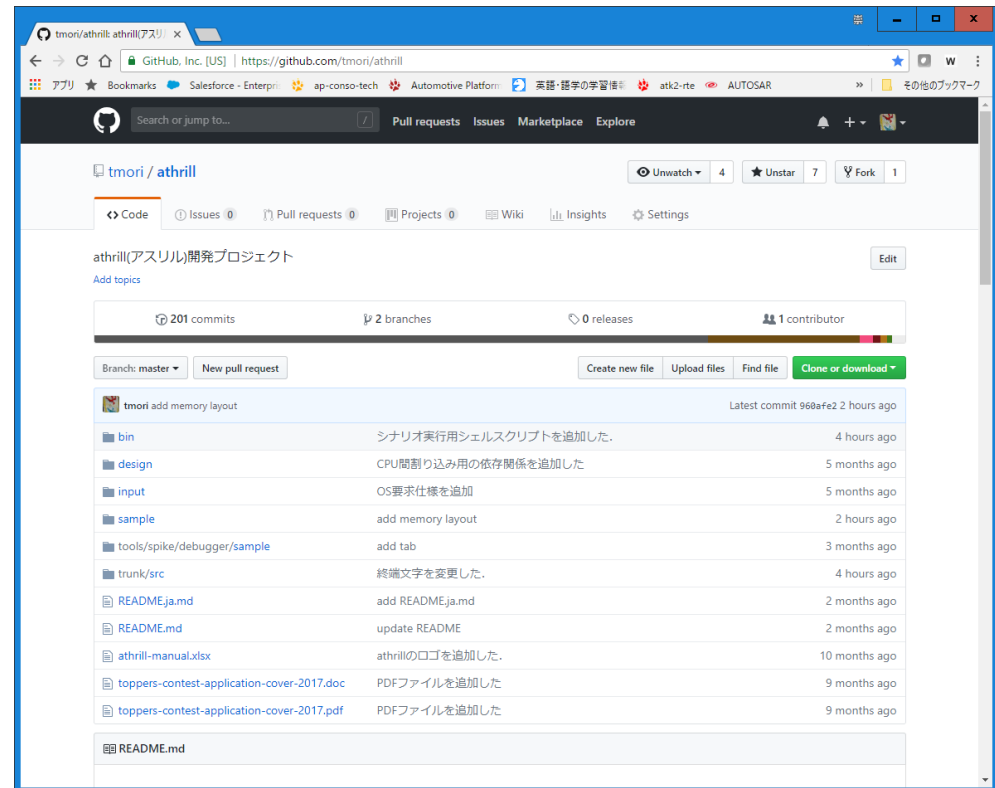 tmori/athrill: athrill(アスリ
GitHub, Inc. [US] https://github.com/tmori/athrill
アプリ Bookmarks Salesforce - Enterpri ap-conso-tech Automotive Platform 英語・語学の学習情報 atk2-rte AUTOSAR » その他のブックマーク
Search or jump to... / Pull requests Issues Marketplace Explore
tmori / athrill Unwatch 4 Unstar 7 Fork 1
Code Issues 0 Pull requests 0 Projects 0 Wiki Insights Settings
athrill(アスリル)開発プロジェクト Edit
Add topics
201 commits 2 branches 0 releases 1 contributor
Branch: master New pull request Create new file Upload files Find file Clone or download
tmori add memory layout Latest commit 960afe2 2 hours ago
bin シナリオ実行用シェルスクリプトを追加した. 4 hours ago
design CPU間割り込み用の依存関係を追加した 5 months ago
input OS要求仕様を追加 5 months ago
sample add memory layout 2 hours ago
tools/spike/debugger/sample add tab 3 months ago
trunk/src 終端文字を変更した. 4 hours ago
README.ja.md add README.ja.md 2 months ago
README.md update README 2 months ago
athrill-manual.xlsx athrillのロゴを追加した. 10 months ago
toppers-contest-application-cover-2017.doc PDFファイルを追加した 9 months ago
toppers-contest-application-cover-2017.pdf PDFファイルを追加した 9 months ago
README.md